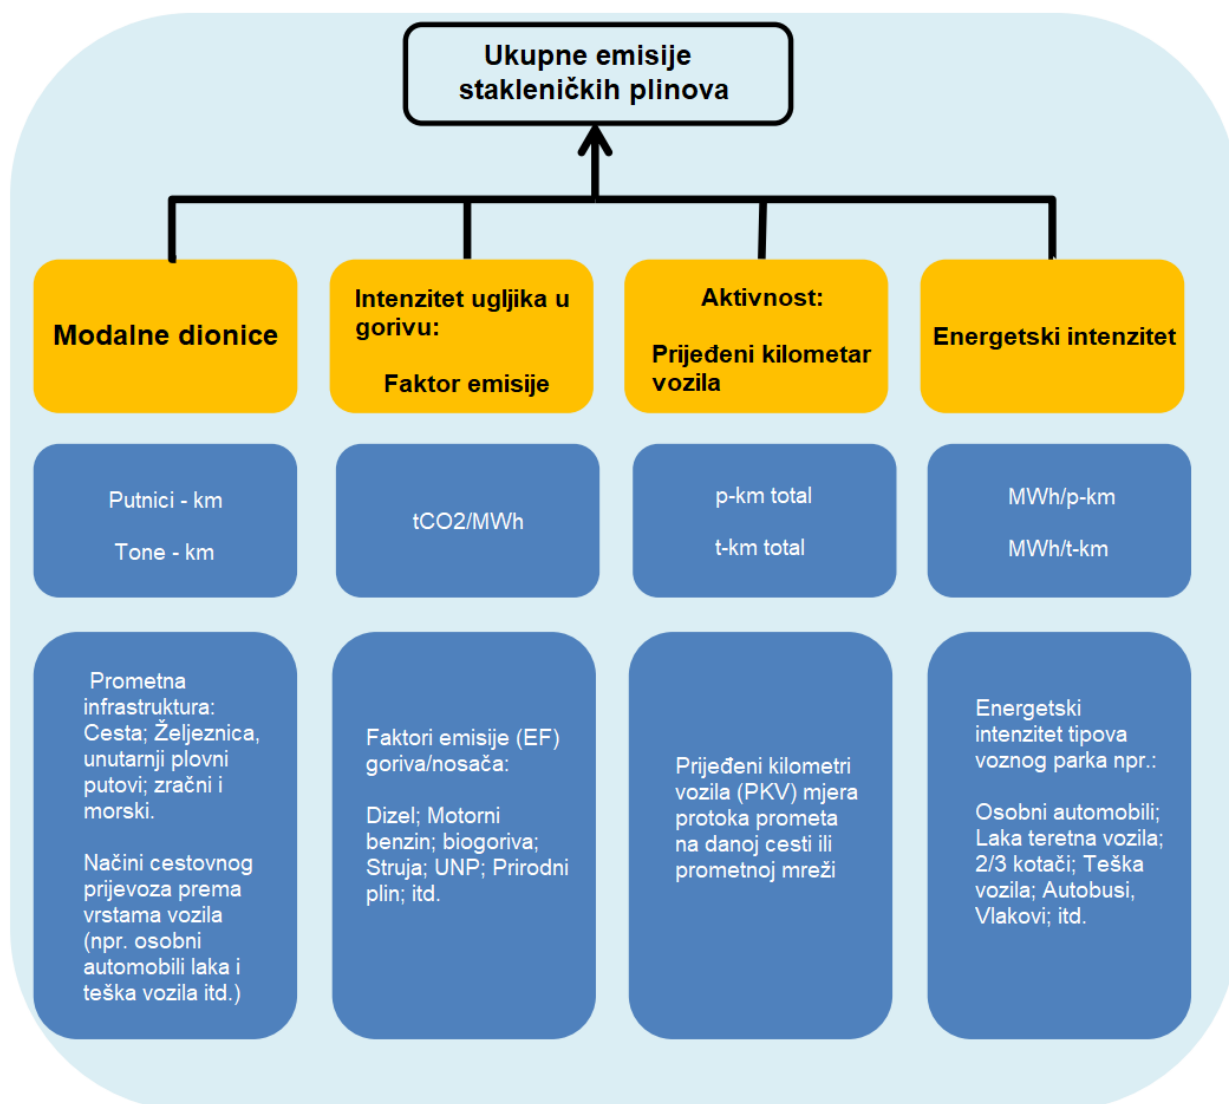 Ukupne emisije
stakleničkih plinova
Modalne dionice
Intenzitet ugljika u
gorivu:
Faktor emisije
Aktivnost:
Prijeđeni kilometar
vozila
Energetski intenzitet
Putnici - km
Tone - km
tCO2/MWh
p-km total
t-km total
MWh/p-km
MWh/t-km
Prometna
infrastruktura:
Cesta; Željeznica,
unutarnji plovni
putovi; zračni i
morski.
Načini cestovnog
prijevoza prema
vrstama vozila
(npr. osobni
automobili laka i
teška vozila itd.)
Faktori emisije (EF)
goriva/nosača:
Dizel; Motorni
benzin; biogoriva;
Struja; UNP; Prirodni
plin; itd.
Prijeđeni kilometri
vozila (PKV) mjera
protoka prometa
na danoj cesti ili
prometnoj mreži
Energetski
intenzitet tipova
voznog parka npr.:
Osobni automobili;
Laka teretna vozila;
2/3 kotači; Teška
vozila; Autobusi,
Vlakovi; itd.